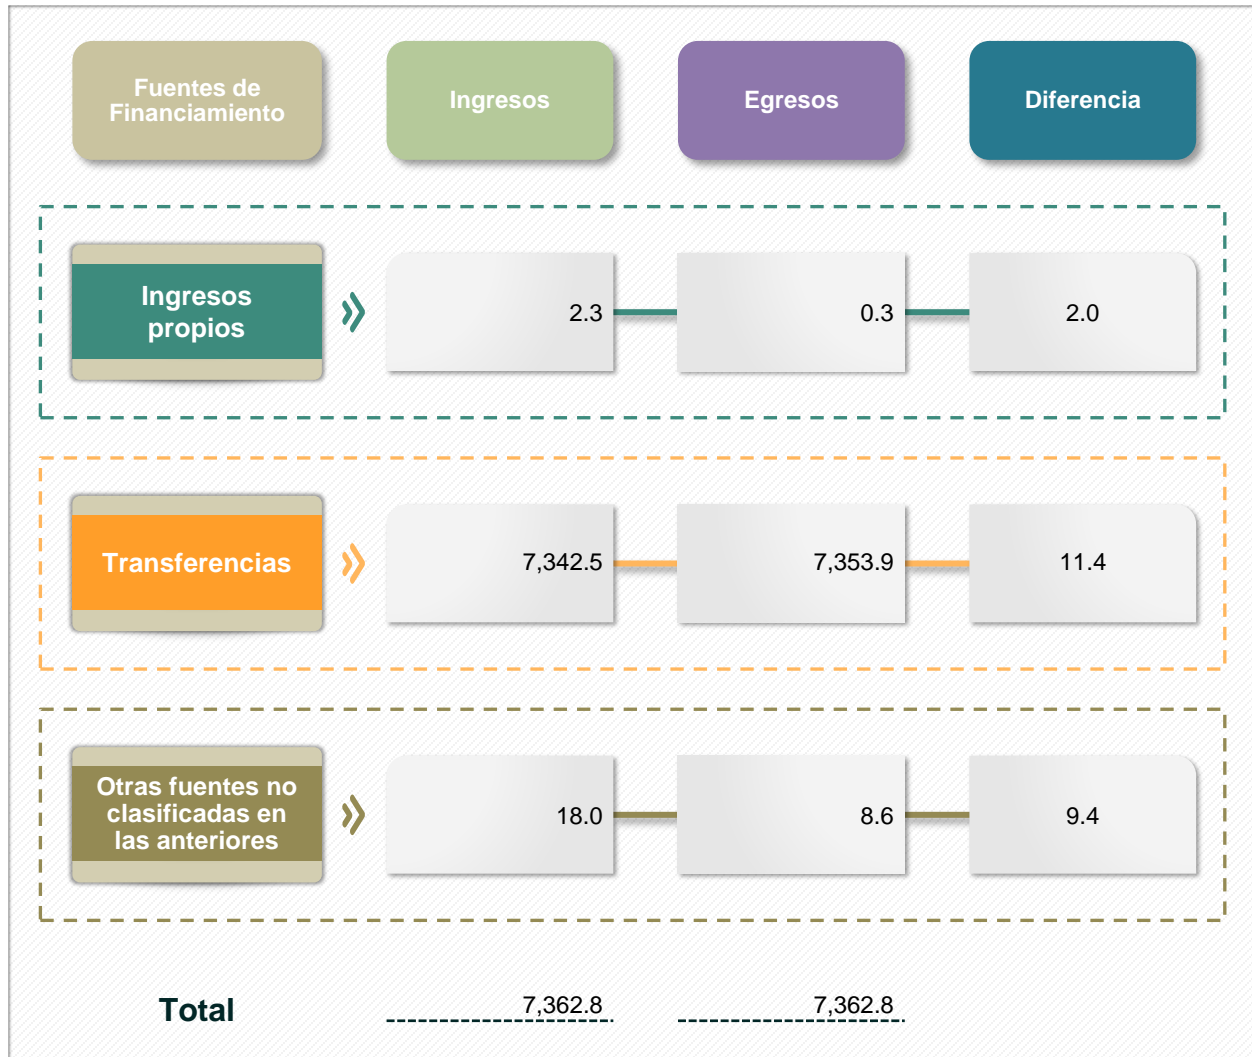 Fuentes de
Financiamiento
Ingresos
Egresos
Diferencia
Ingresos
propios
2.3
0.3
2.0
Transferencias
7,342.5
7,353.9
11.4
Otras fuentes no
clasificadas en
las anteriores
18.0
8.6
9.4
Total
7,362.8
7,362.8